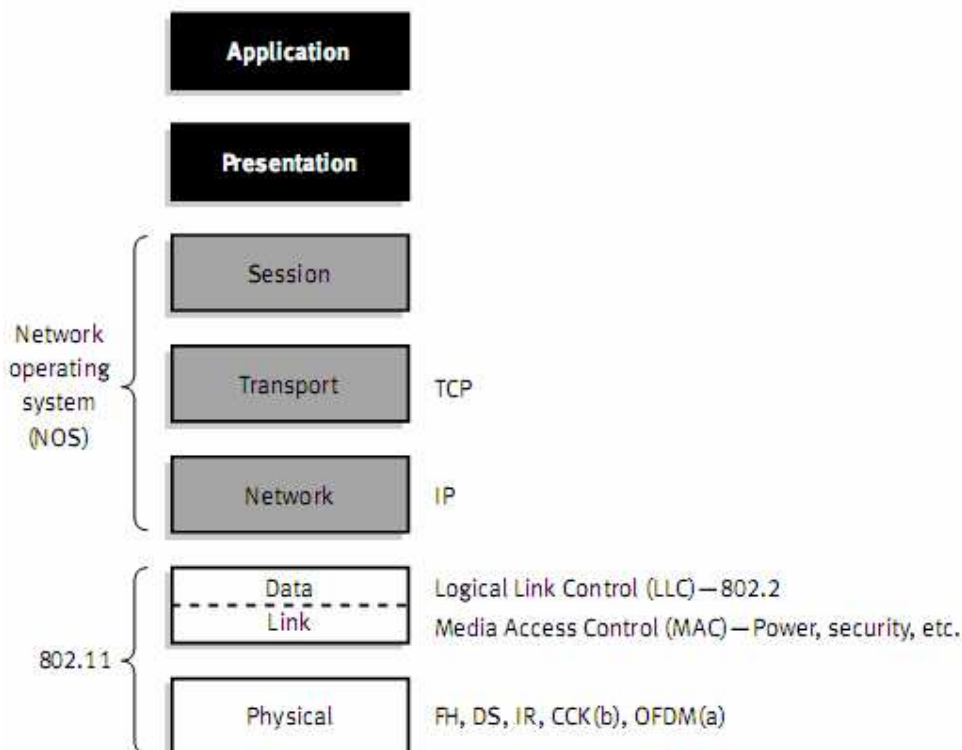 Application
Presentation
Session
Network
operating
system
(NOS)
Transport
TCP
Network
IP
Data
Link
Logical Link Control (LLC)—802.2
Media Access Control (MAC)—Power, security, etc.
802.11
Physical
FH, DS, IR, CCK(b), OFDM(a)